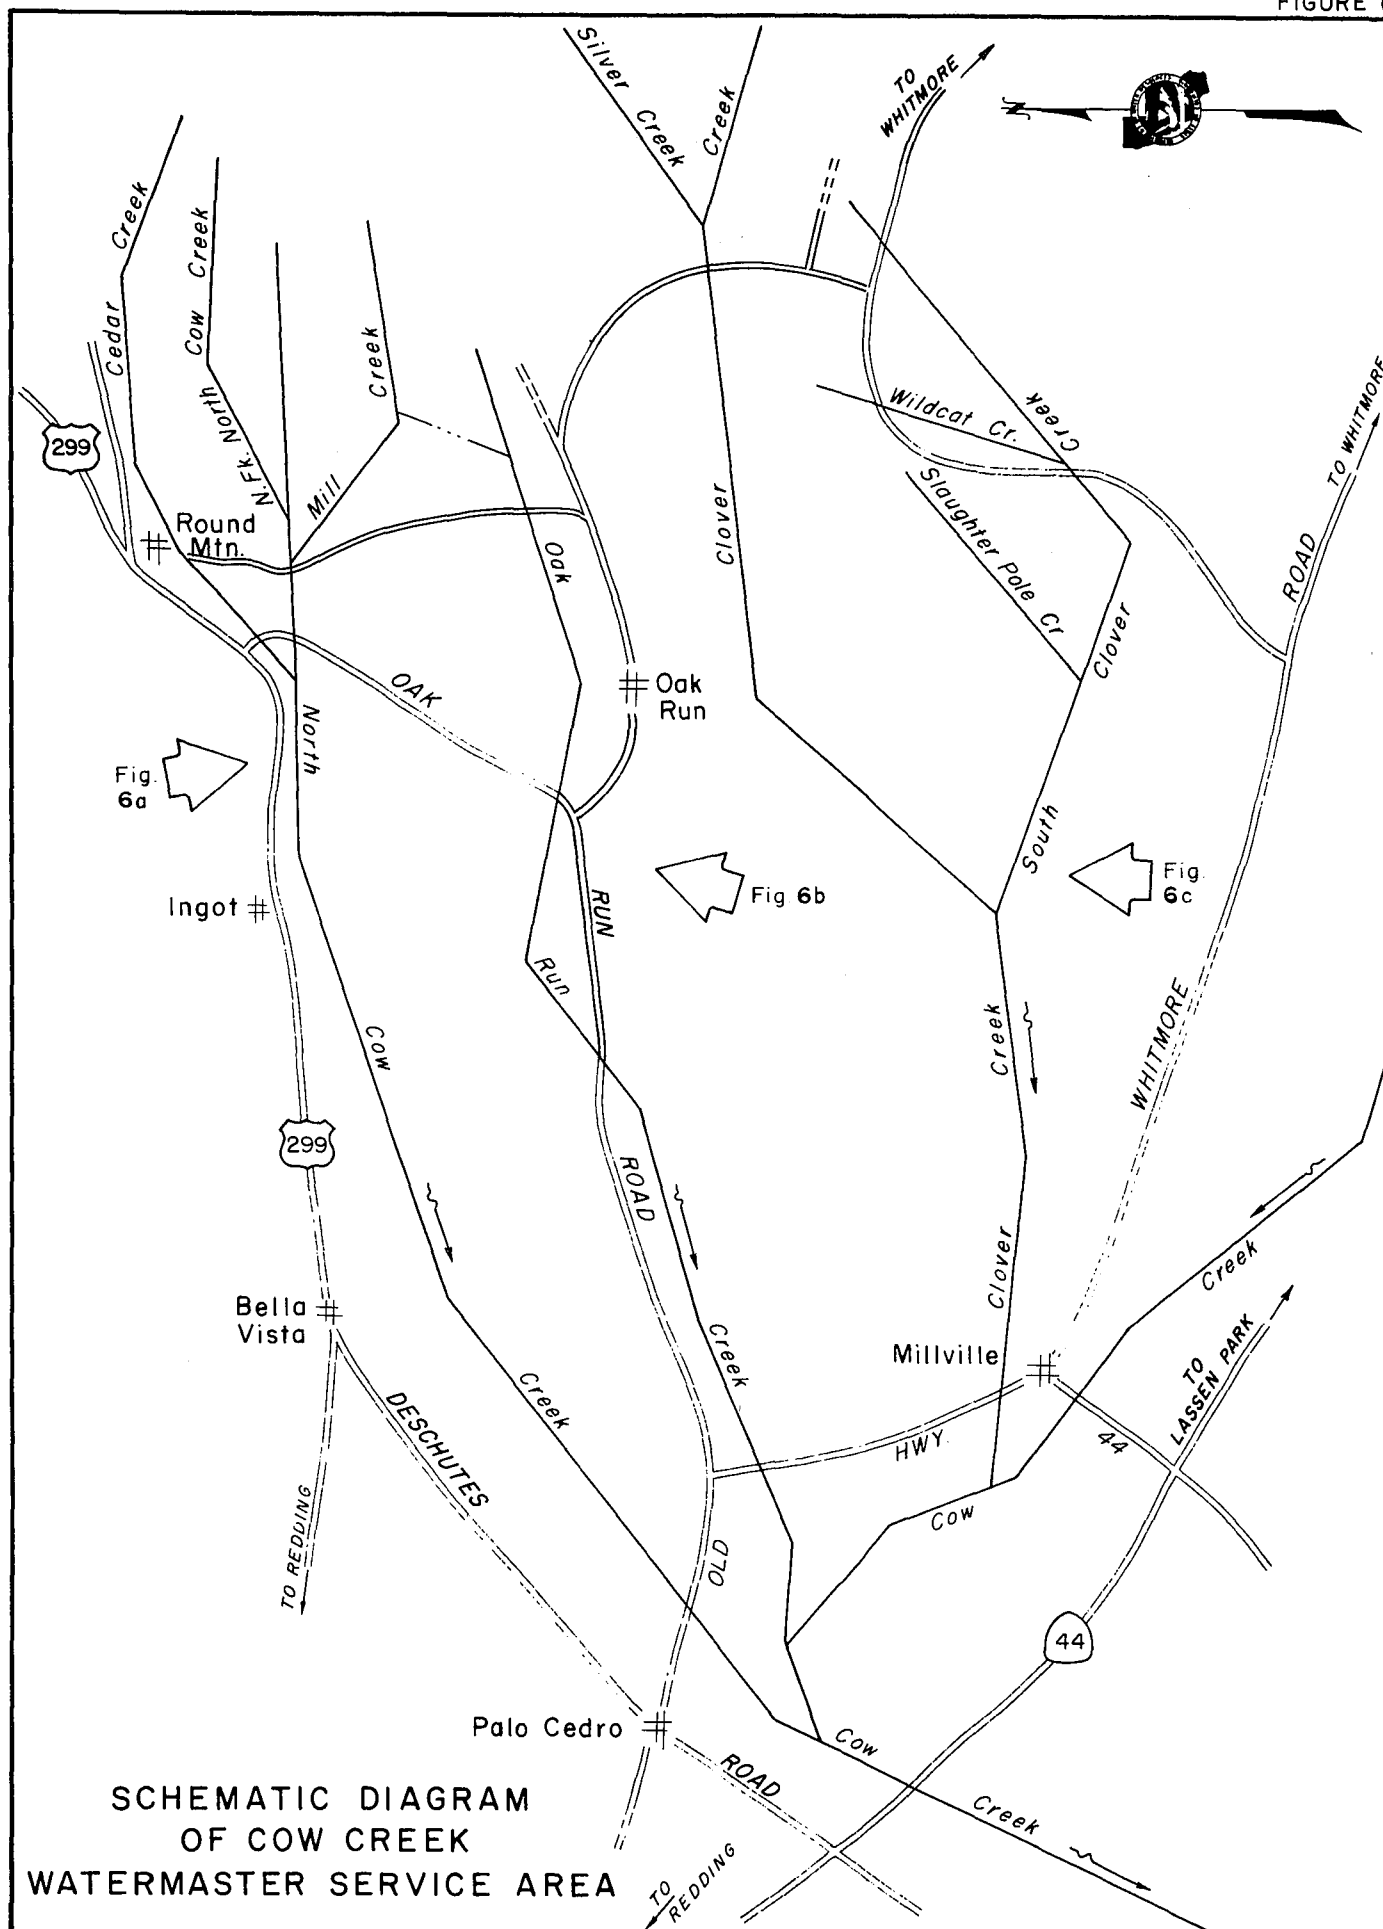 FIGURE
Silver Creek
Creek
TO
WHITMORE
N
Cedar Creek
Cow Creek
N.Fk. North
Creek
Mill
299
Round
Mtn.
Oak
Clover
Wildcat Cr.
Creek
Slaughter Pole Cr
Clover
TO WHITMORE
ROAD
OAK
Oak
Run
North
Fig.
6a
South
Ingot
RUN
Fig. 6b
Fig.
6c
Run
Cow
Creek
WHITMORE
299
ROAD
Clover
Creek
Bella
Vista
Creek
Millville
TO
LASSEN PARK
Creek
DESCHUTES
HWY.
44
TO REDDING
Cow
OLD
44
Palo Cedro
Cow
ROAD
Creek
SCHEMATIC DIAGRAM
OF COW CREEK
WATERMASTER SERVICE AREA
TO
REDDING